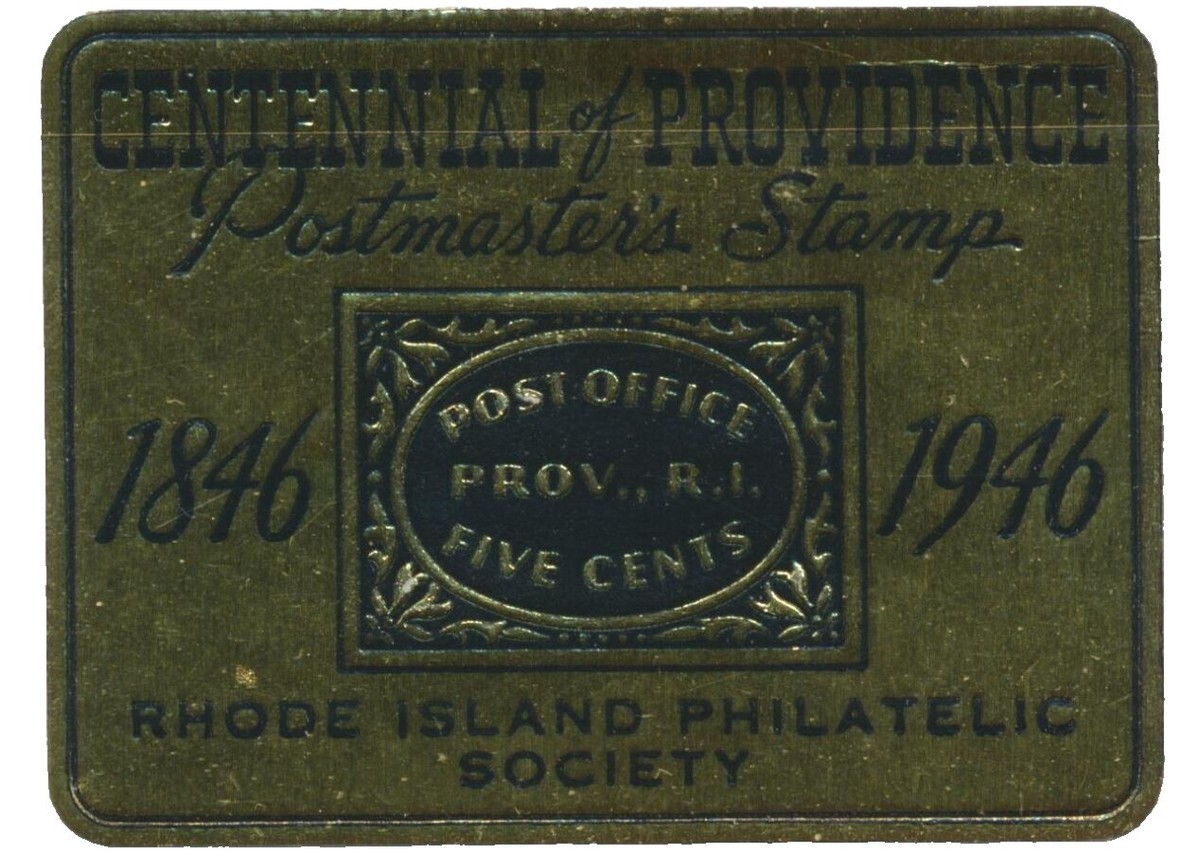 CENTENNIAL of PROVIDENCE
Postmaster's Stamp
1846
POST OFFICE
PROV., R.I.
FIVE CENTS
1946
RHODE ISLAND PHILATELIC
SOCIETY